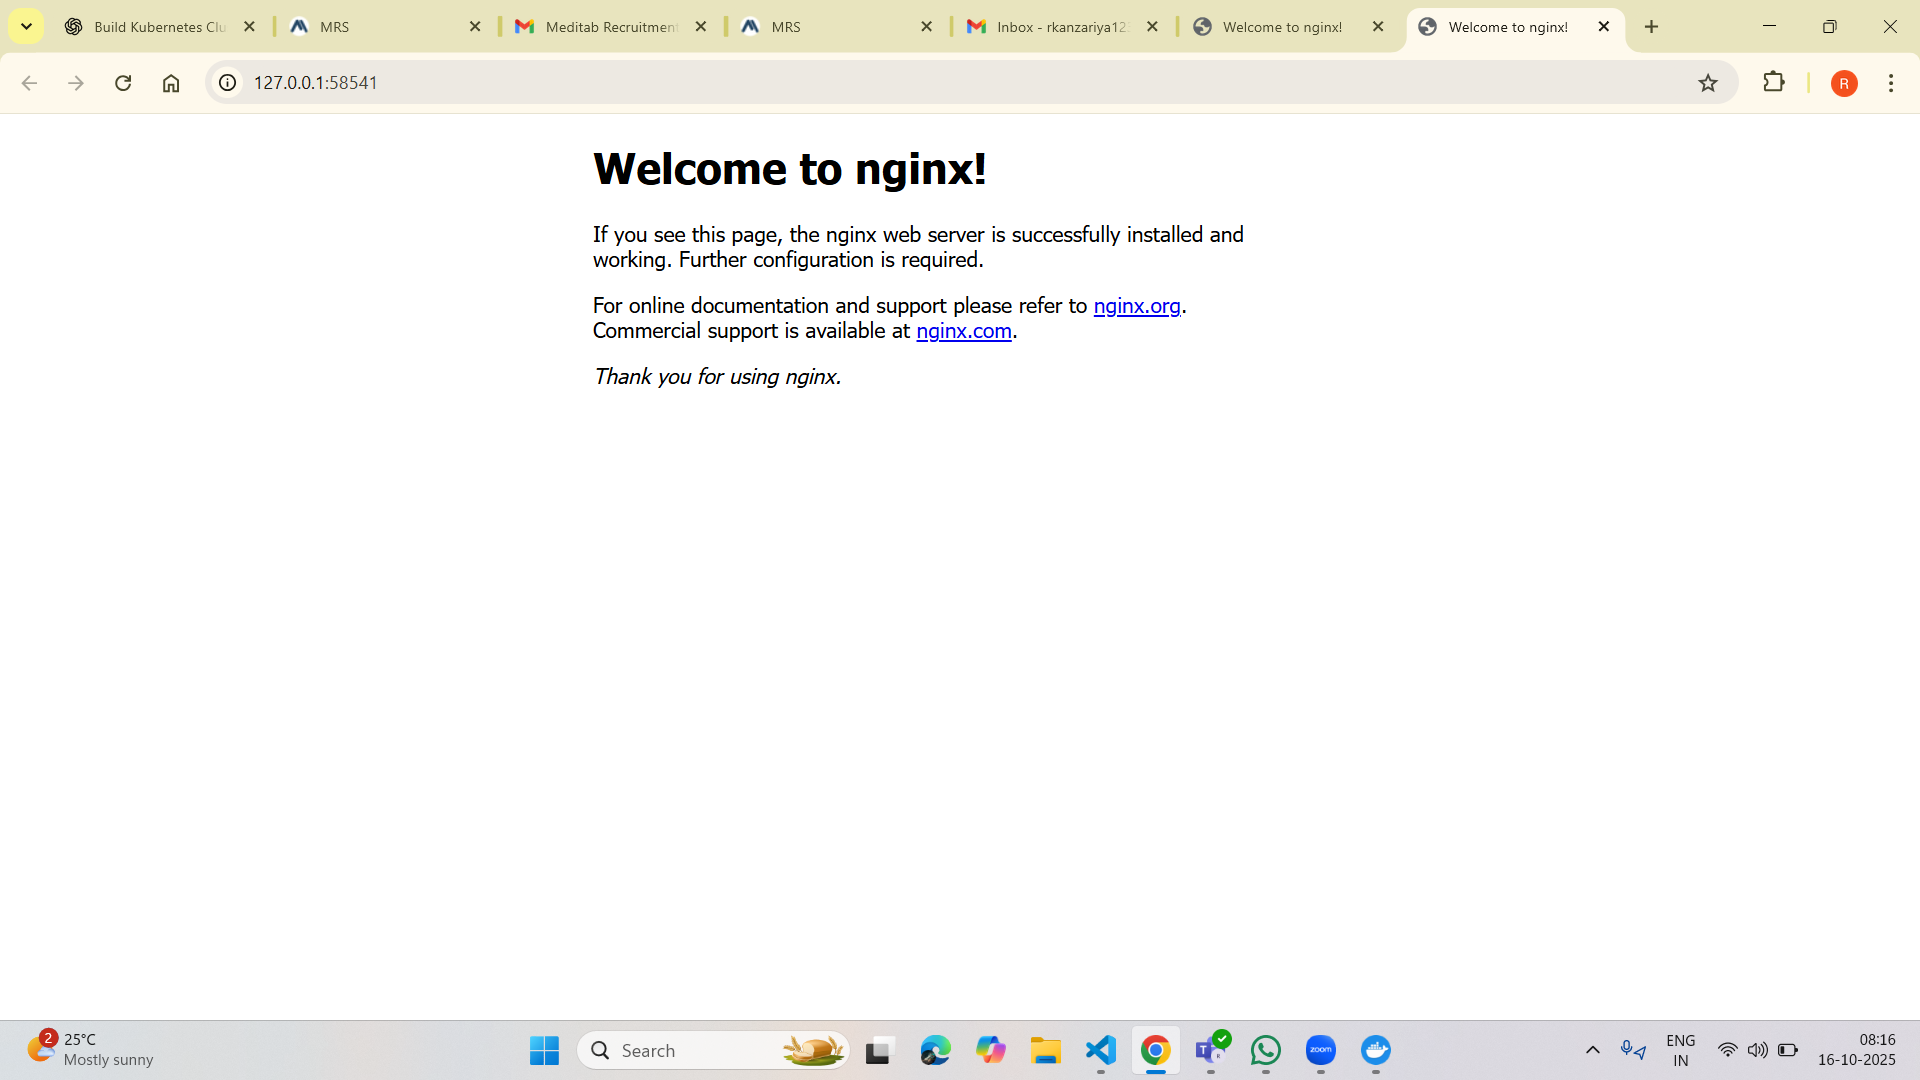 Build Kubernetes Clu
MRS
Meditab Recruitment
MRS
Inbox - rkanzariya12
Welcome to nginx!
Welcome to nginx!
127.0.0.1:58541
R
Welcome to nginx!
If you see this page, the nginx web server is successfully installed and
working. Further configuration is required.
For online documentation and support please refer to nginx.org.
Commercial support is available at nginx.com.
Thank you for using nginx.
2
25°C
Mostly sunny
Search
T
R
zoom
ENG
IN
08:16
16-10-2025